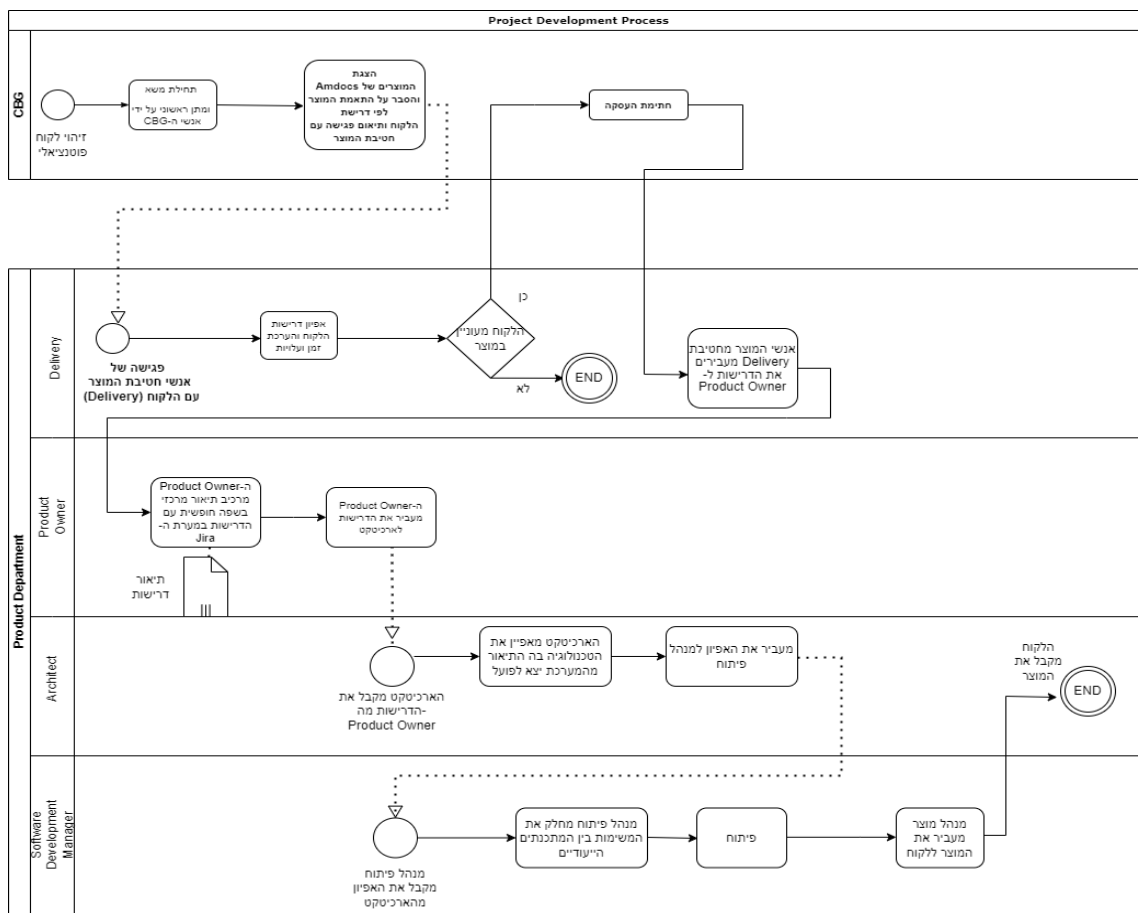 Project Development Process
CBG
זיהוי לקוח
פוטנציאלי
תחילת משא
ומתן ראשוני על ידי
אנשי ה-CBG
הצגת
המוצרים של Amdocs
והסבר על התאמת המוצר
לפי דרישת
הלקוח ותיאום פגישה עם
חטיבת המוצר
חתימת העסקה
Product Department
Delivery
פגישה של
אנשי חטיבת המוצר
עם הלקוח (Delivery)
אפיון דרישות
הלקוח והערכת
זמן ועלויות
הלקוח מעוניין
במוצר
כן
לא
END
אנשי המוצר מחטיבת
Delivery מעבירים
את הדרישות ל-
Product Owner
Product
Owner
ה-Product Owner
מרכיב תיאור מרכזי
בשפה חופשית עם
הדרישות במערת ה-
Jira
תיאור
דרישות
ה-Product Owner
מעביר את הדרישות
לארכיטקט
Architect
הארכיטקט מקבל את
הדרישות מה-
Product Owner
הארכיטקט מאפיין את
הטכנולוגיה בה התיאור
מהמערכת יצא לפועל
מעביר את האפיון למנהל
פיתוח
הלקוח
מקבל את
המוצר
END
Software
Development
Manager
מנהל פיתוח
מקבל את האפיון
מהארכיטקט
מנהל פיתוח מחלק את
המשימות בין המתכנתים
הייעודיים
פיתוח
מנהל מוצר
מעביר את
המוצר ללקוח